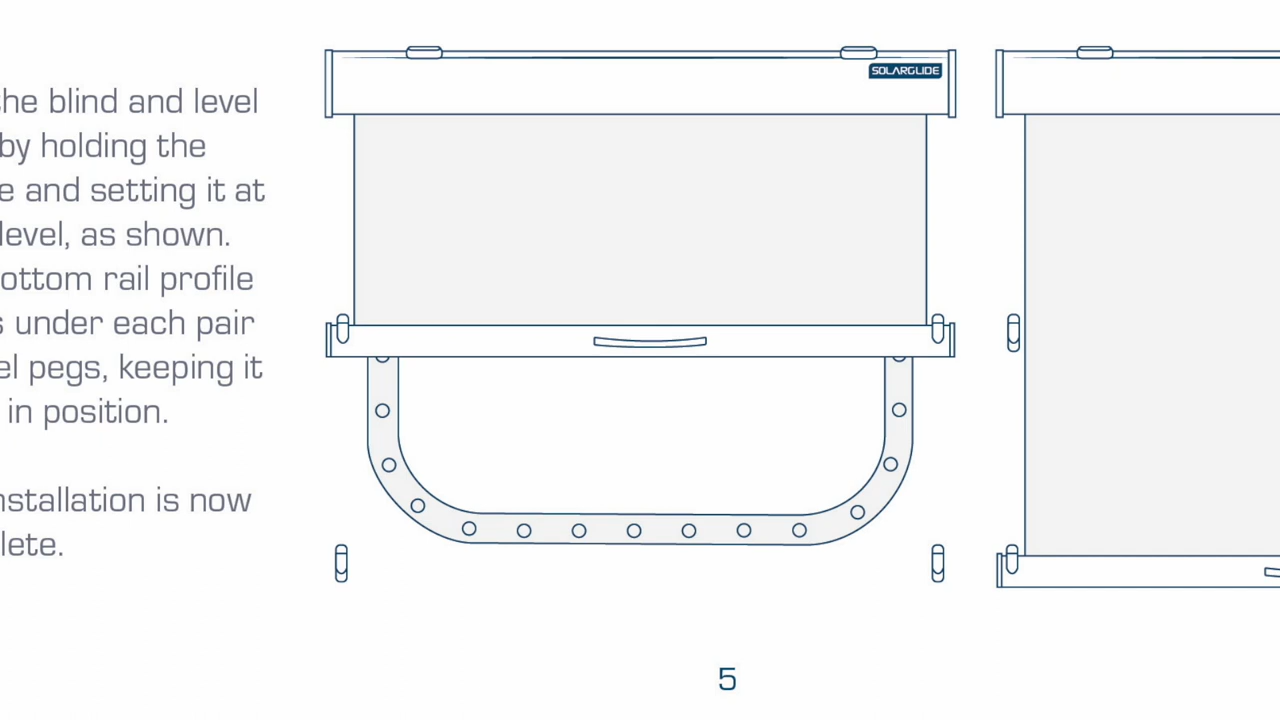 he blind and level
by holding the
e and setting it at
level, as shown.
ottom rail profile
s under each pair
el pegs, keeping it
in position.
nstallation is now
lete.
SOLARGLIDE
5